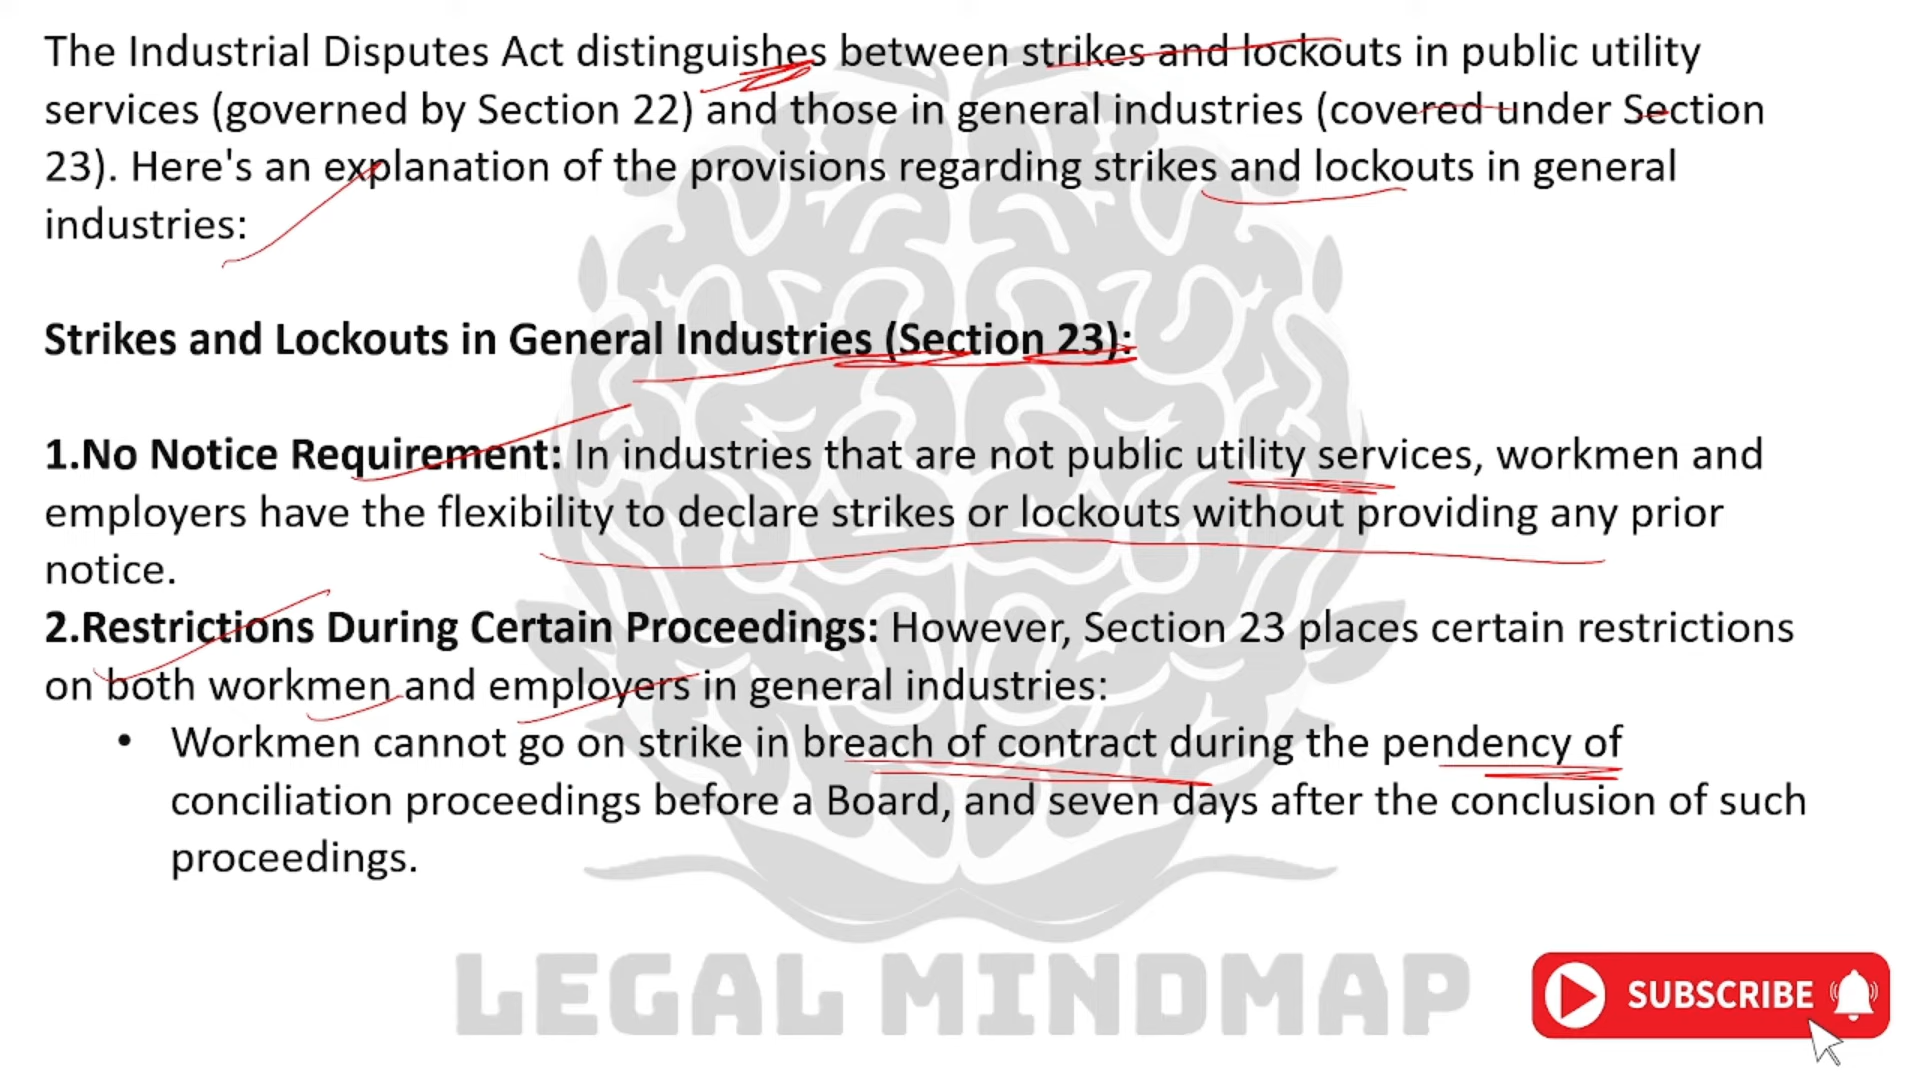 The Industrial Disputes Act distinguishes between strikes and lockouts in public utility
services (governed by Section 22) and those in general industries (covered under Section
23). Here's an explanation of the provisions regarding strikes and lockouts in general
industries:
Strikes and Lockouts in General Industries (Section 23):
1.No Notice Requirement: In industries that are not public utility services, workmen and
employers have the flexibility to declare strikes or lockouts without providing any prior
notice.
2.Restrictions During Certain Proceedings: However, Section 23 places certain restrictions
on both workmen and employers in general industries:
• Workmen cannot go on strike in breach of contract during the pendency of
conciliation proceedings before a Board, and seven days after the conclusion of such
proceedings.
LEGAL MINDMAP
SUBSCRIBE